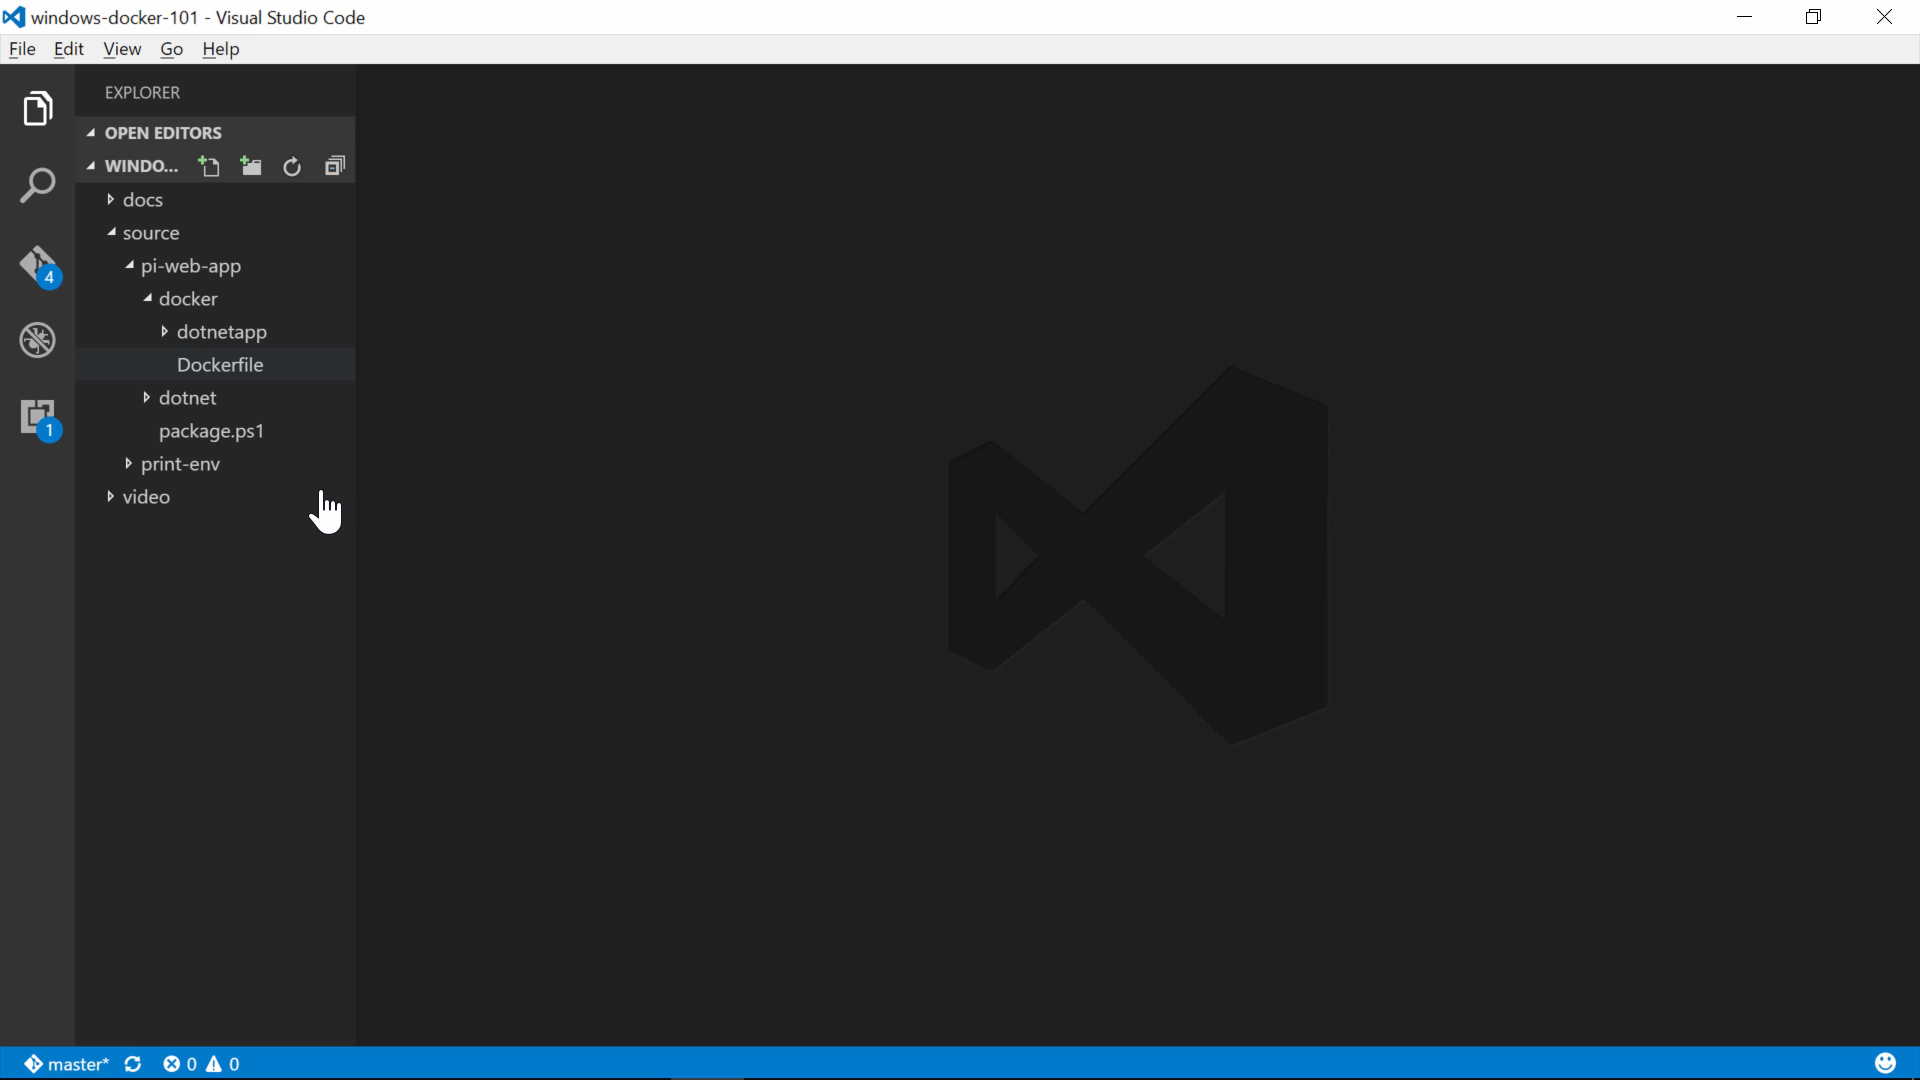 windows-docker-101 - Visual Studio Code
File Edit View Go Help
EXPLORER
OPEN EDITORS
WINDO...
docs
source
4
pi-web-app
docker
dotnetapp
Dockerfile
dotnet
1
package.ps1
print-env
video
master* 0 0